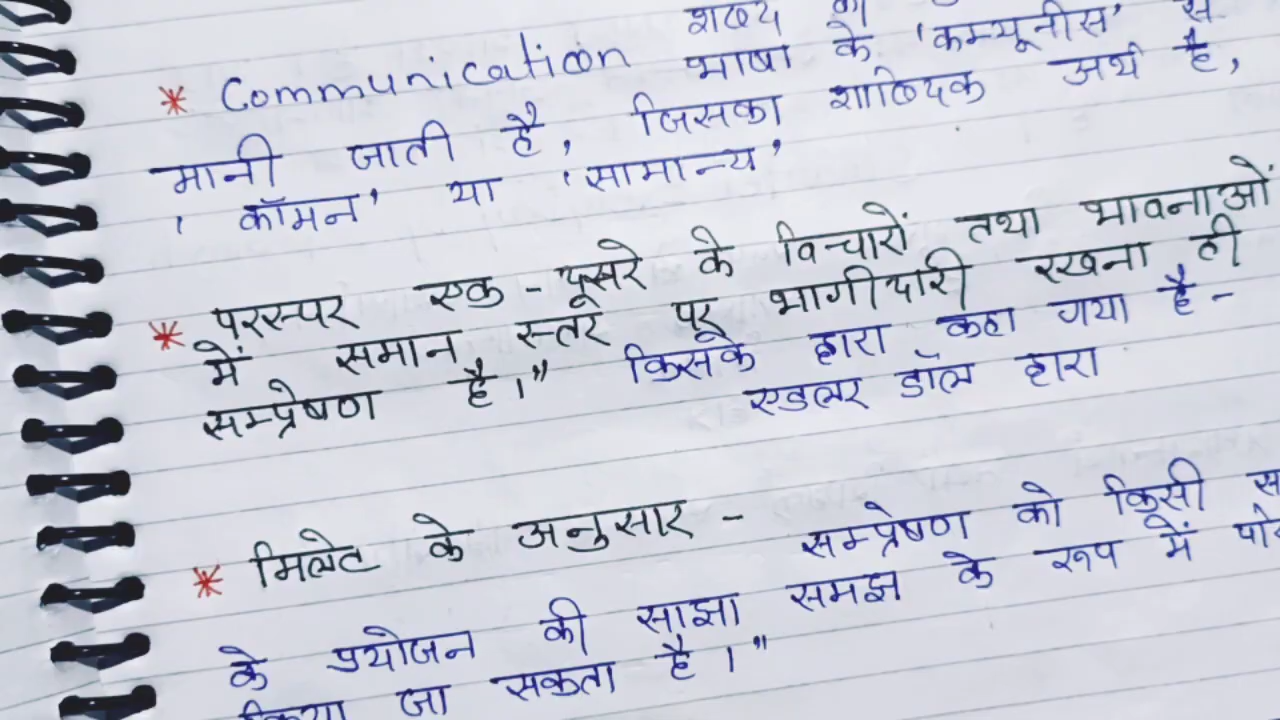 * Communication शब्द की
भाषा के 'कम्यूनीस' से
मानी जाती है, जिसका शाब्दिक अर्थ है,
'कॉमन' या 'सामान्य'
* परस्पर एक-दूसरे के विचारों तथा भावनाओं
में समान स्तर पर भागीदारी रखना ही
सम्प्रेषण है।" किसके द्वारा कहा गया है -
एडलर डॉल द्वारा
* मिलेट के अनुसार - सम्प्रेषण को किसी
के प्रयोजन की साझा समझ के रूप में
किया जा सकता है।"